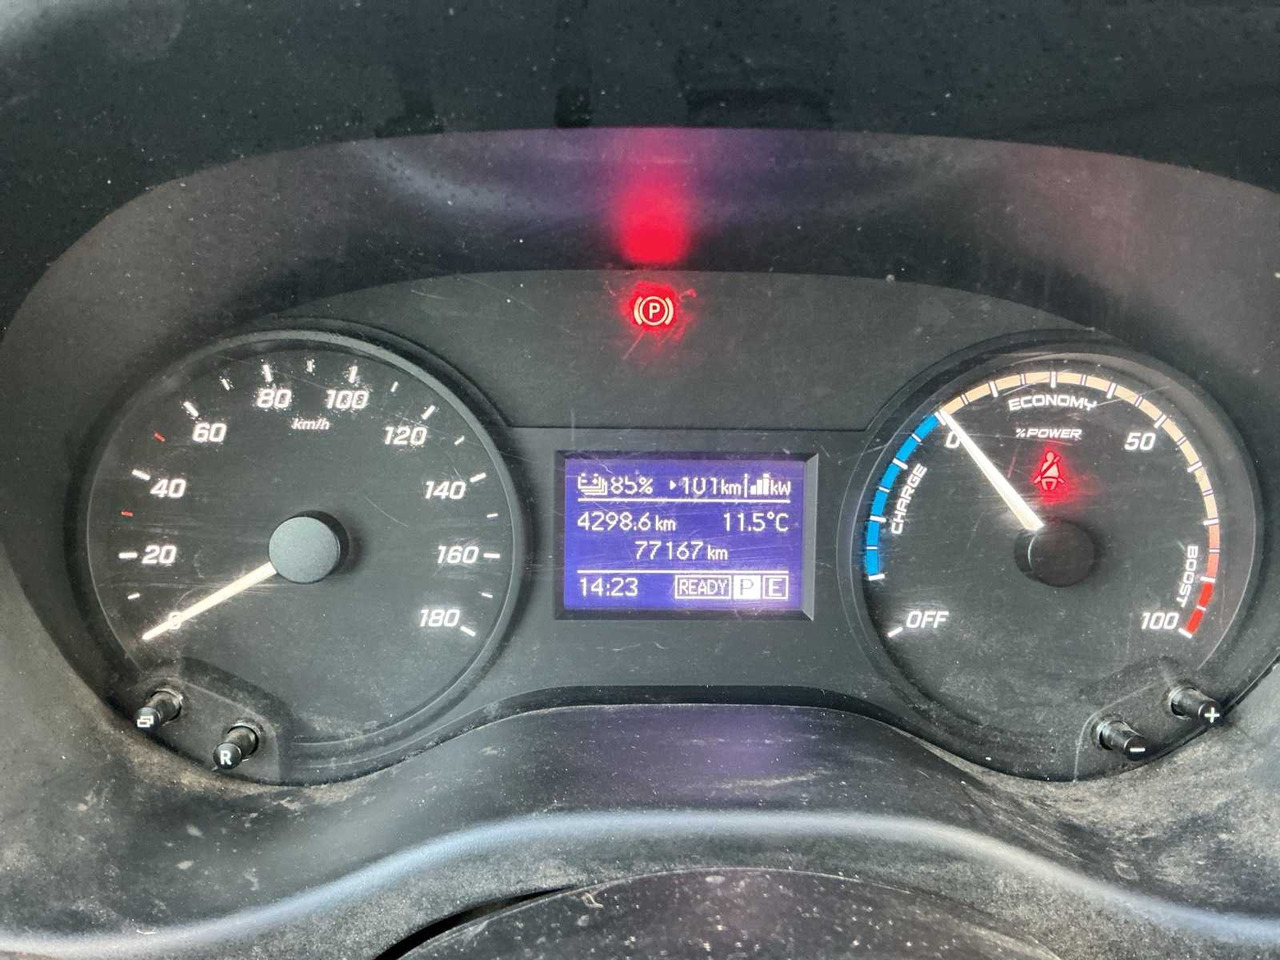 80 100
km/h
60 120
40 140
20 160
0 180
R
P
85% 101km kW
4298.6km 11.5°C
77167km
14:23 READY P E
ECONOMY
0 %POWER 50
CHARGE
BOOST
OFF 100
- +